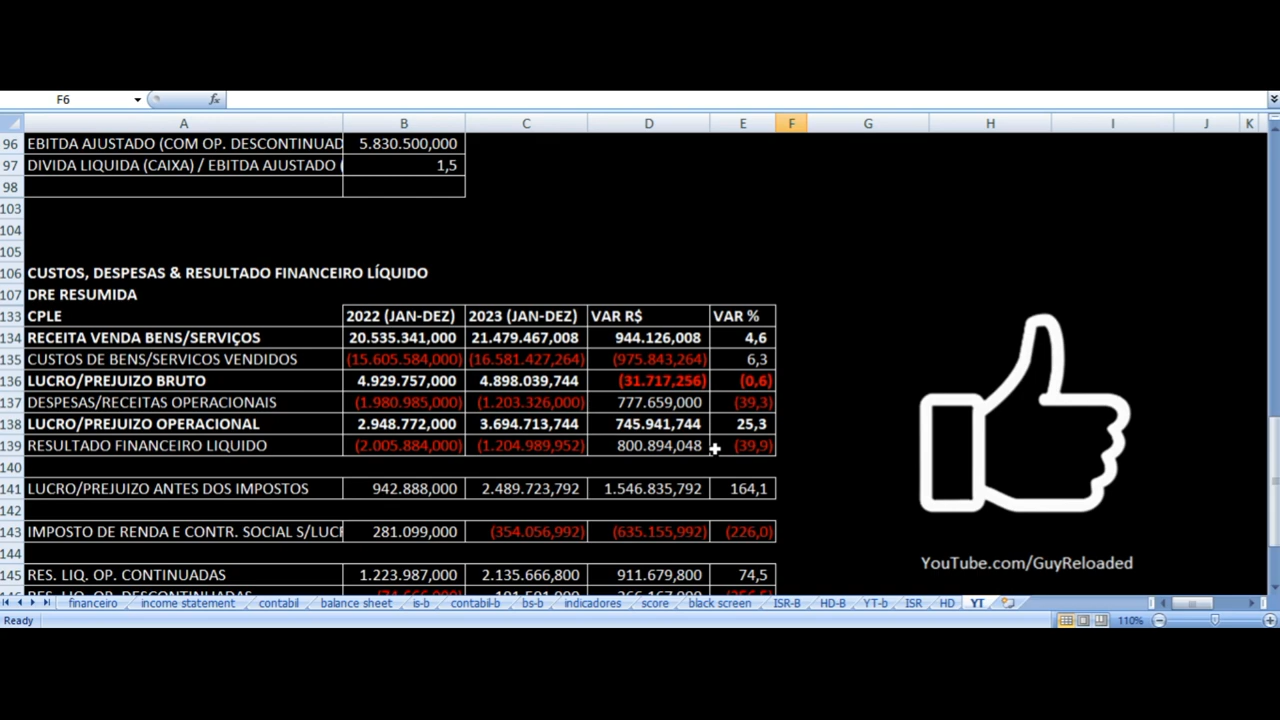 F6 fx
A B C D E F G H I J K
96 EBITDA AJUSTADO (COM OP. DESCONTINUAD 5.830.500,000
97 DIVIDA LIQUIDA (CAIXA) / EBITDA AJUSTADO ( 1,5
98
103
104
105
106 CUSTOS, DESPESAS & RESULTADO FINANCEIRO LÍQUIDO
107 DRE RESUMIDA
133 CPLE 2022 (JAN-DEZ) 2023 (JAN-DEZ) VAR R$ VAR %
134 RECEITA VENDA BENS/SERVIÇOS 20.535.341,000 21.479.467,008 944.126,008 4,6
135 CUSTOS DE BENS/SERVICOS VENDIDOS (15.605.584,000) (16.581.427,264) (975.843,264) 6,3
136 LUCRO/PREJUIZO BRUTO 4.929.757,000 4.898.039,744 (31.717,256) (0,6)
137 DESPESAS/RECEITAS OPERACIONAIS (1.980.985,000) (1.203.326,000) 777.659,000 (39,3)
138 LUCRO/PREJUIZO OPERACIONAL 2.948.772,000 3.694.713,744 745.941,744 25,3
139 RESULTADO FINANCEIRO LIQUIDO (2.005.884,000) (1.204.989,952) 800.894,048 (39,9)
140
141 LUCRO/PREJUIZO ANTES DOS IMPOSTOS 942.888,000 2.489.723,792 1.546.835,792 164,1
142
143 IMPOSTO DE RENDA E CONTR. SOCIAL S/LUCR 281.099,000 (354.056,992) (635.155,992) (226,0)
144
145 RES. LIQ. OP. CONTINUADAS 1.223.987,000 2.135.666,800 911.679,800 74,5
YouTube.com/GuyReloaded
financeiro income statement contabil balance sheet is-b contabil-b bs-b indicadores score black screen ISR-B HD-B YT-b ISR HD YT
Ready 110%